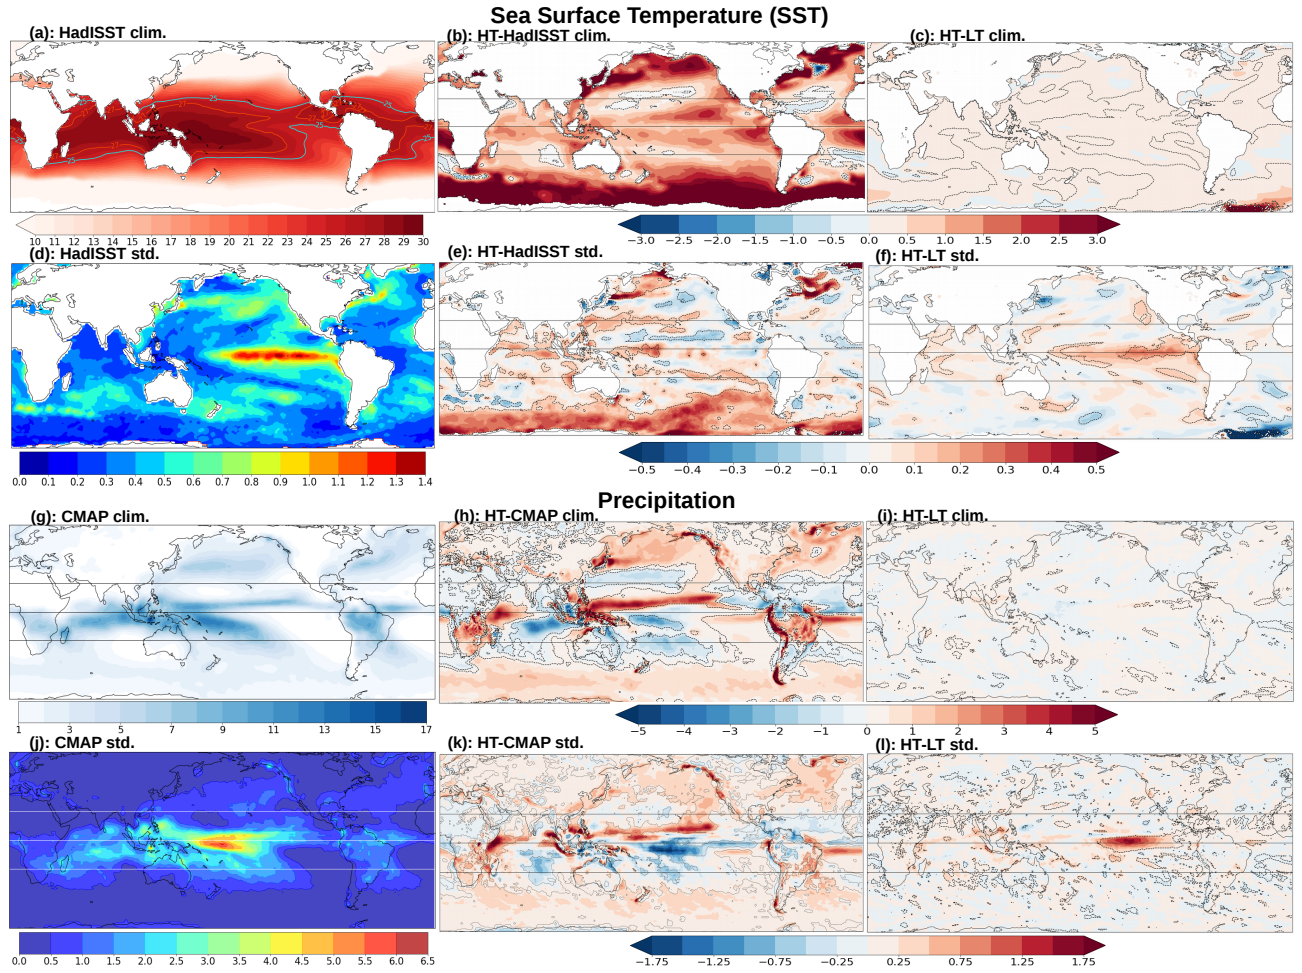 Sea Surface Temperature (SST)
(a): HadISST clim.
(b): HT-HadISST clim.
(c): HT-LT clim.
10 11 12 13 14 16 17 18 19 20 22 23 24 25 27 28 29 30
−3.0 −2.5 −2.0 −1.5 −1.0 −0.5 0.0 0.5 1.0 1.5 2.0 2.5 3.0
(d): HadISST std.
(e): HT-HadISST std.
(f): HT-LT std.
0.0 0.1 0.2 0.3 0.4 0.5 0.6 0.7 0.8 0.9 1.0 1.1 1.2 1.3 1.4
−0.5 −0.4 −0.3 −0.2 −0.1 0.0 0.1 0.2 0.3 0.4 0.5
Precipitation
(g): CMAP clim.
(h): HT-CMAP clim.
(i): HT-LT clim.
1 3 5 7 9 11 13 15 17
−5 −4 −3 −2 −1 0 1 2 3 4 5
(j): CMAP std.
(k): HT-CMAP std.
(l): HT-LT std.
0.0 0.5 1.0 1.5 2.0 2.5 3.0 3.5 4.0 4.5 5.0 5.5 6.0 6.5
−1.75 −1.25 −0.75 −0.25 0.25 0.75 1.25 1.75